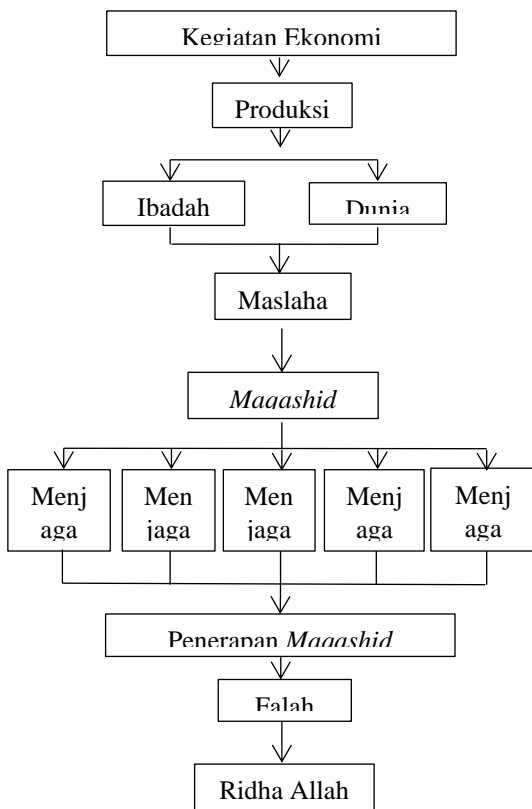 Kegiatan Ekonomi
Produksi
Ibadah
Dunia
Maslaha
Maqashid
Menj
aga
Men
jaga
Men
jaga
Menj
aga
Menj
aga
Penerapan Maqashid
Falah
Ridha Allah